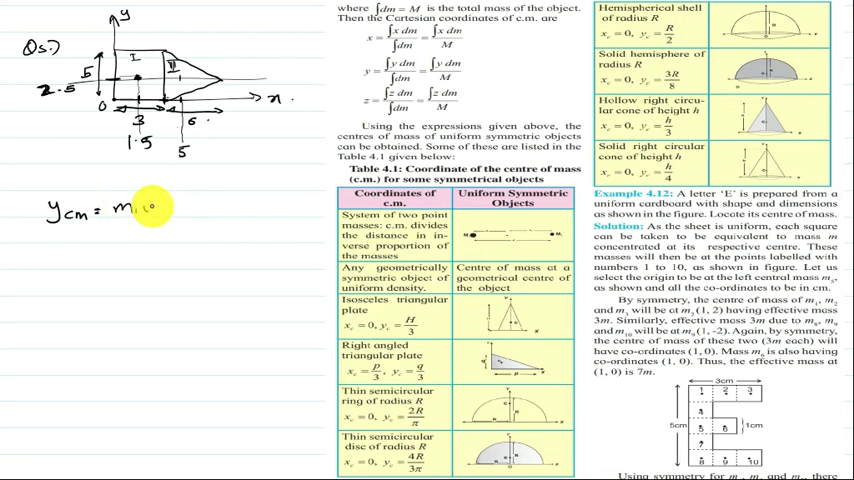 Qs:)
y
I
II
5
2.5
0
3
6
x
1.5
5
ycm = m1
where ∫dm = M is the total mass of the object.
Then the Cartesian coordinates of c.m. are
x = ∫x dm / ∫dm = ∫x dm / M
y = ∫y dm / ∫dm = ∫y dm / M
z = ∫z dm / ∫dm = ∫z dm / M
Using the expressions given above, the
centres of mass of uniform symmetric objects
can be obtained. Some of these are listed in the
Table 4.1 given below:
Table 4.1: Coordinate of the centre of mass
(c.m.) for some symmetrical objects
Coordinates of
c.m.
Uniform Symmetric
Objects
System of two point
masses: c.m. divides
the distance in in-
verse proportion of
the masses
Any geometrically
symmetric object of
uniform density.
Centre of mass at a
geometrical centre of
the object
Isosceles triangular
plate
xc = 0, yc = H/3
Right angled
triangular plate
xc = p/3, yc = q/3
Thin semicircular
ring of radius R
xc = 0, yc = 2R/π
Thin semicircular
disc of radius R
xc = 0, yc = 4R/3π
Hemispherical shell
of radius R
xc = 0, yc = R/2
Solid hemisphere of
radius R
xc = 0, yc = 3R/8
Hollow right circu-
lar cone of height h
xc = 0, yc = h/3
Solid right circular
cone of height h
xc = 0, yc = h/4
Example 4.12: A letter ‘E’ is prepared from a
uniform cardboard with shape and dimensions
as shown in the figure. Locate its centre of mass.
Solution: As the sheet is uniform, each square
can be taken to be equivalent to mass m
concentrated at its respective centre. These
masses will then be at the points labelled with
numbers 1 to 10, as shown in figure. Let us
select the origin to be at the left central mass m5,
as shown and all the co-ordinates to be in cm.
By symmetry, the centre of mass of m1, m2
and m3 will be at m2 (1, 2) having effective mass
3m. Similarly, effective mass 3m due to m8, m9
and m10 will be at m9 (1, -2). Again, by symmetry,
the centre of mass of these two (3m each) will
have co-ordinates (1, 0). Mass m6 is also having
co-ordinates (1, 0). Thus, the effective mass at
(1, 0) is 7m.
3cm
1 2 3
4
5cm
5 6
1cm
7
8 9 10